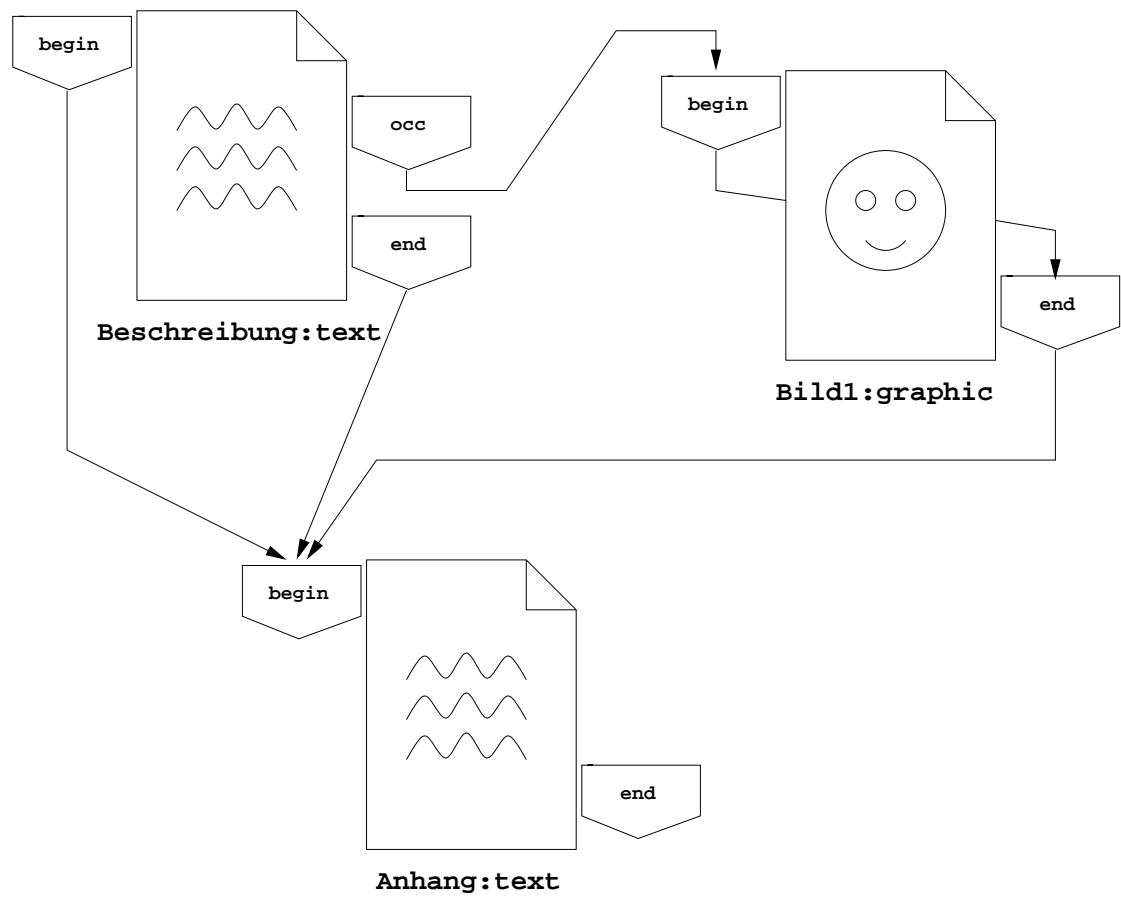 begin
occ
end
Beschreibung:text
begin
end
Bild1:graphic
begin
end
Anhang:text